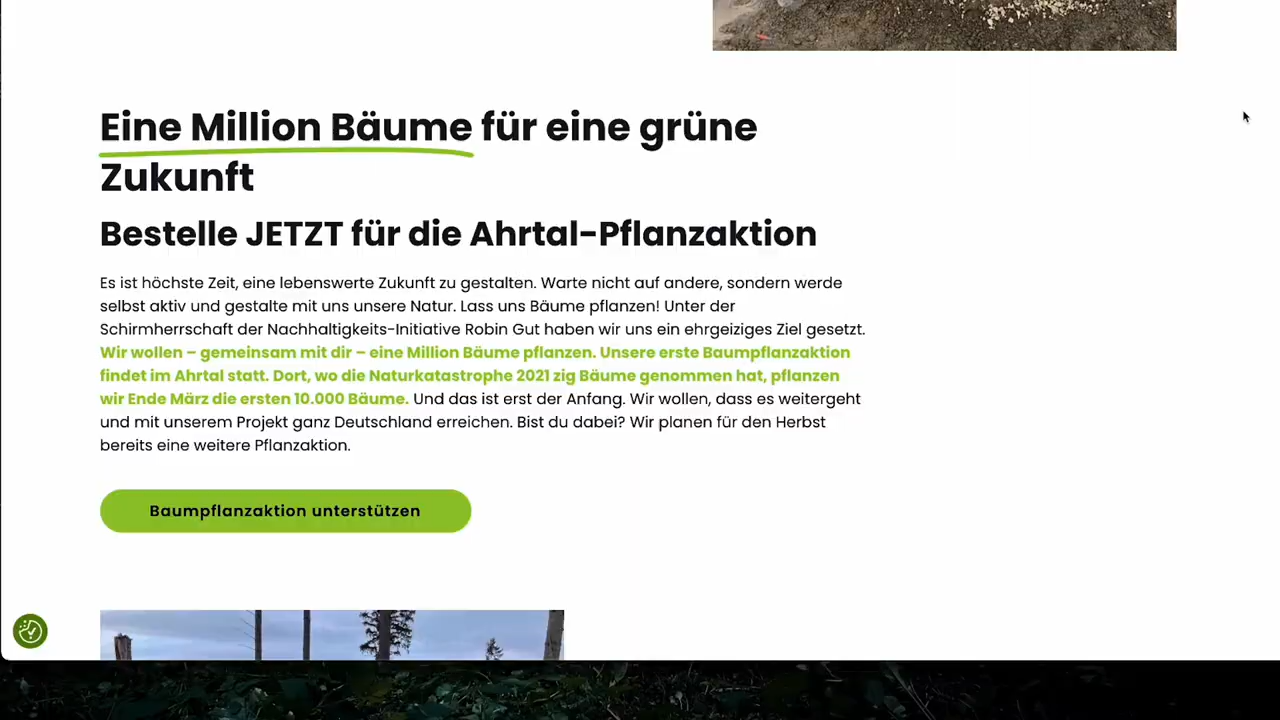 Eine Million Bäume für eine grüne
Zukunft
Bestelle JETZT für die Ahrtal-Pflanzaktion
Es ist höchste Zeit, eine lebenswerte Zukunft zu gestalten. Warte nicht auf andere, sondern werde
selbst aktiv und gestalte mit uns unsere Natur. Lass uns Bäume pflanzen! Unter der
Schirmherrschaft der Nachhaltigkeits-Initiative Robin Gut haben wir uns ein ehrgeiziges Ziel gesetzt.
Wir wollen – gemeinsam mit dir – eine Million Bäume pflanzen. Unsere erste Baumpflanzaktion
findet im Ahrtal statt. Dort, wo die Naturkatastrophe 2021 zig Bäume genommen hat, pflanzen
wir Ende März die ersten 10.000 Bäume. Und das ist erst der Anfang. Wir wollen, dass es weitergeht
und mit unserem Projekt ganz Deutschland erreichen. Bist du dabei? Wir planen für den Herbst
bereits eine weitere Pflanzaktion.
Baumpflanzaktion unterstützen